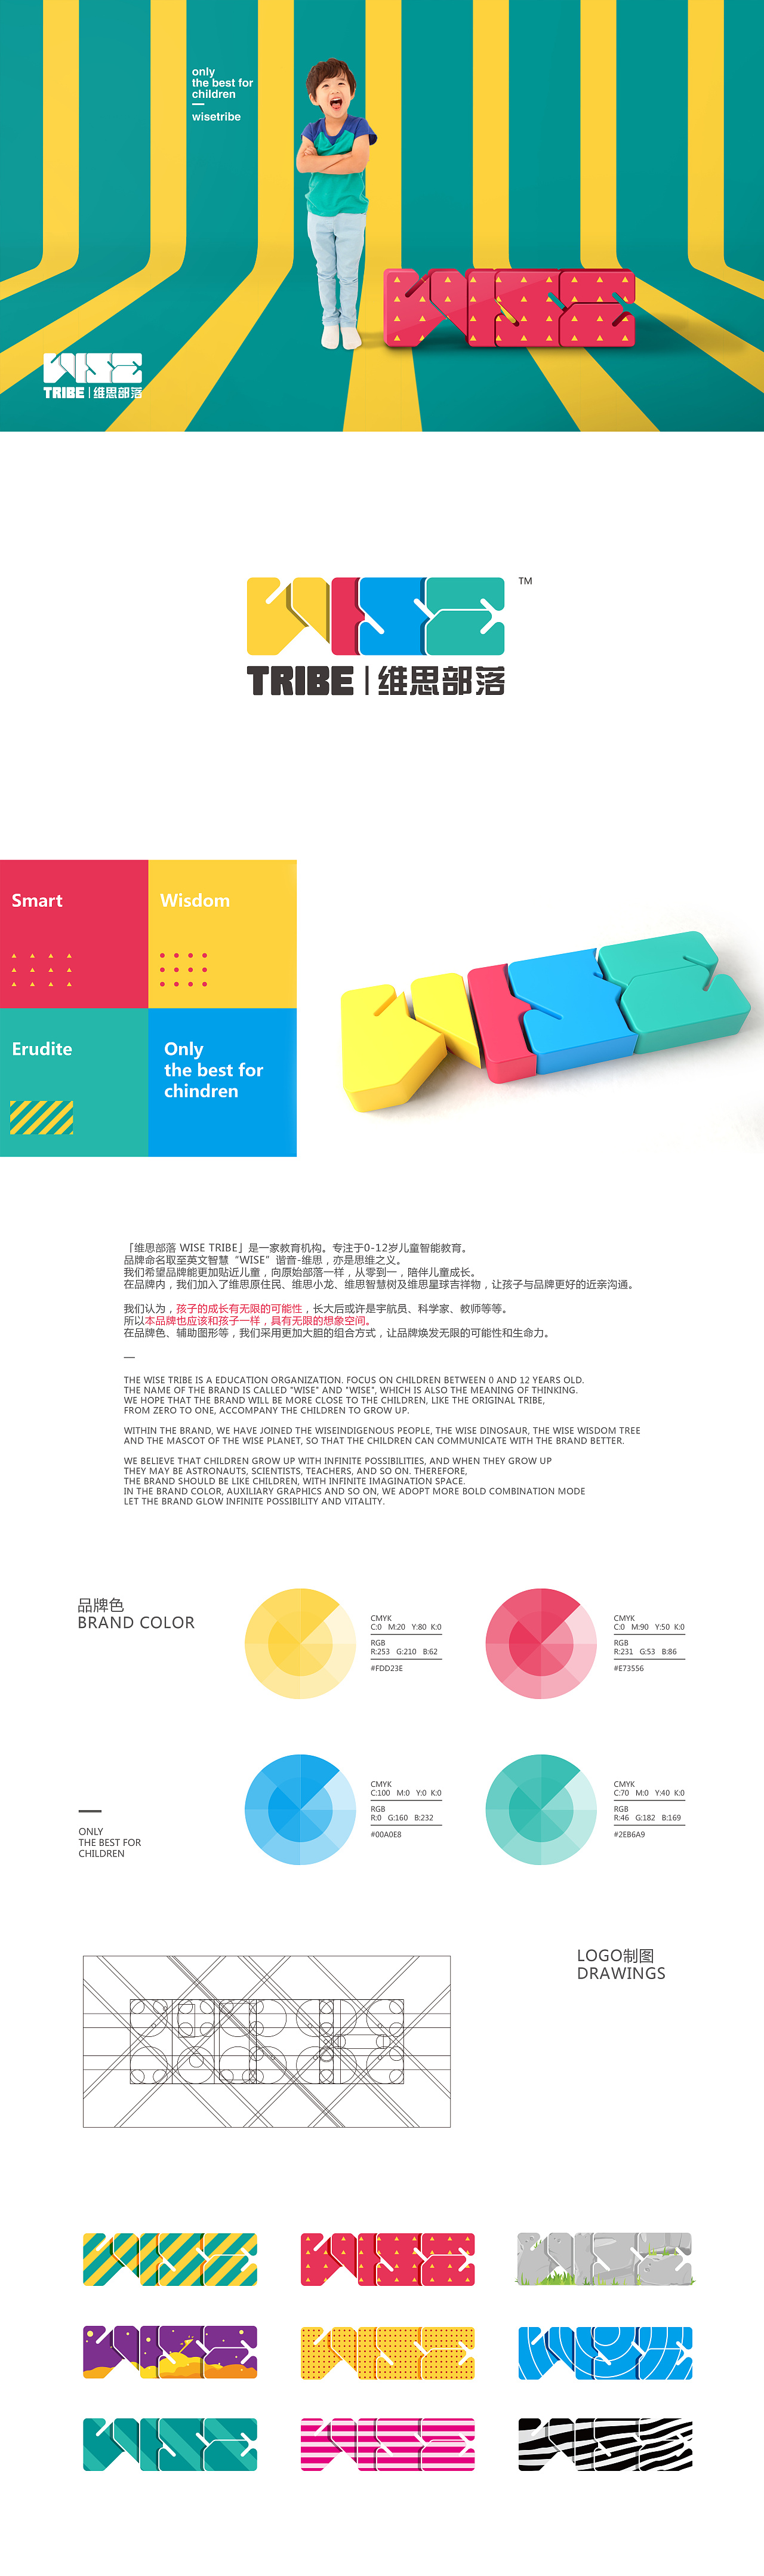 only
the best for
children
wisetribe
WISE
TRIBE | 维思部落
WISE
TM
TRIBE | 维思部落
Smart
Wisdom
Erudite
Only
the best for
chindren
「维思部落 WISE TRIBE」是一家教育机构。专注于0-12岁儿童智能教育。
品牌命名取至英文智慧“WISE”谐音-维思，亦是思维之义。
我们希望品牌能更加贴近儿童，向原始部落一样，从零到一，陪伴儿童成长。
在品牌内，我们加入了维思原住民、维思小龙、维思智慧树及维思星球吉祥物，让孩子与品牌更好的近亲沟通。
我们认为，孩子的成长有无限的可能性，长大后或许是宇航员、科学家、教师等等。
所以本品牌也应该和孩子一样，具有无限的想象空间。
在品牌色、辅助图形等，我们采用更加大胆的组合方式，让品牌焕发无限的可能性和生命力。
—
THE WISE TRIBE IS A EDUCATION ORGANIZATION. FOCUS ON CHILDREN BETWEEN 0 AND 12 YEARS OLD.
THE NAME OF THE BRAND IS CALLED "WISE" AND "WISE", WHICH IS ALSO THE MEANING OF THINKING.
WE HOPE THAT THE BRAND WILL BE MORE CLOSE TO THE CHILDREN, LIKE THE ORIGINAL TRIBE,
FROM ZERO TO ONE, ACCOMPANY THE CHILDREN TO GROW UP.
WITHIN THE BRAND, WE HAVE JOINED THE WISEINDIGENOUS PEOPLE, THE WISE DINOSAUR, THE WISE WISDOM TREE
AND THE MASCOT OF THE WISE PLANET, SO THAT THE CHILDREN CAN COMMUNICATE WITH THE BRAND BETTER.
WE BELIEVE THAT CHILDREN GROW UP WITH INFINITE POSSIBILITIES, AND WHEN THEY GROW UP
THEY MAY BE ASTRONAUTS, SCIENTISTS, TEACHERS, AND SO ON. THEREFORE,
THE BRAND SHOULD BE LIKE CHILDREN, WITH INFINITE IMAGINATION SPACE.
IN THE BRAND COLOR, AUXILIARY GRAPHICS AND SO ON, WE ADOPT MORE BOLD COMBINATION MODE
LET THE BRAND GLOW INFINITE POSSIBILITY AND VITALITY.
品牌色
BRAND COLOR
CMYK
C:0 M:20 Y:80 K:0
RGB
R:253 G:210 B:62
#FDD23E
CMYK
C:0 M:90 Y:50 K:0
RGB
R:231 G:53 B:86
#E73556
CMYK
C:100 M:0 Y:0 K:0
RGB
R:0 G:160 B:232
#00A0E8
CMYK
C:70 M:0 Y:40 K:0
RGB
R:46 G:182 B:169
#2EB6A9
ONLY
THE BEST FOR
CHILDREN
LOGO制图
DRAWINGS
WISE
WISE
WISE
WISE
WISE
WISE
WISE
WISE
WISE